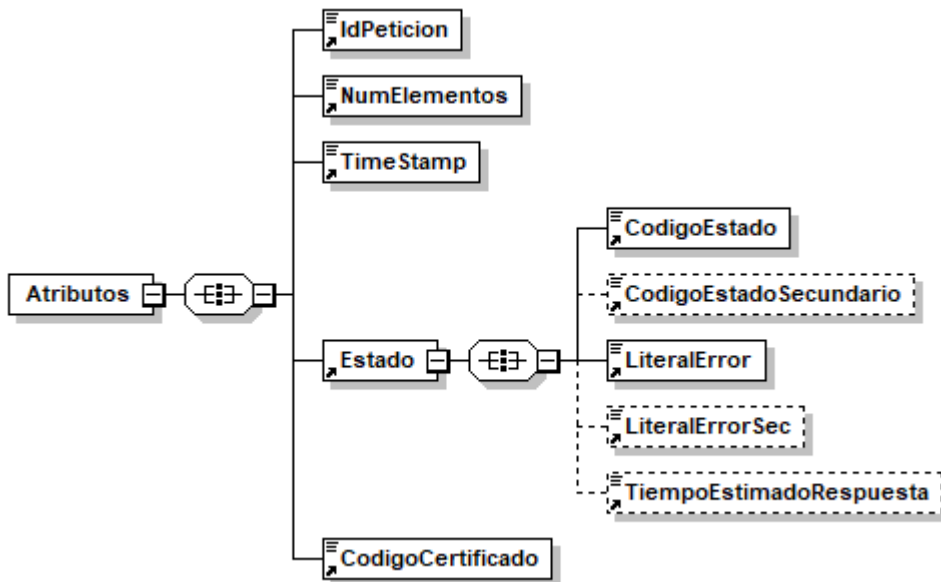 IdPeticion
NumElementos
TimeStamp
CodigoEstado
CodigoEstadoSecundario
Atributos
Estado
LiteralError
LiteralErrorSec
TiempoEstimadoRespuesta
CodigoCertificado